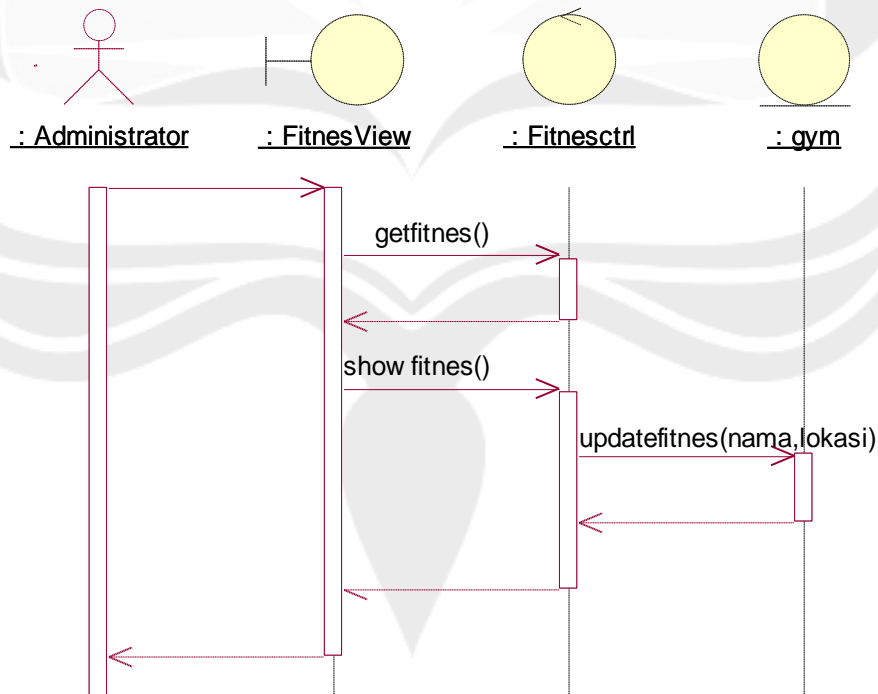 : Administrator
: FitnesView
: Fitnesctrl
: gym
getfitnes()
show fitnes()
updatefitnes(nama,lokasi)